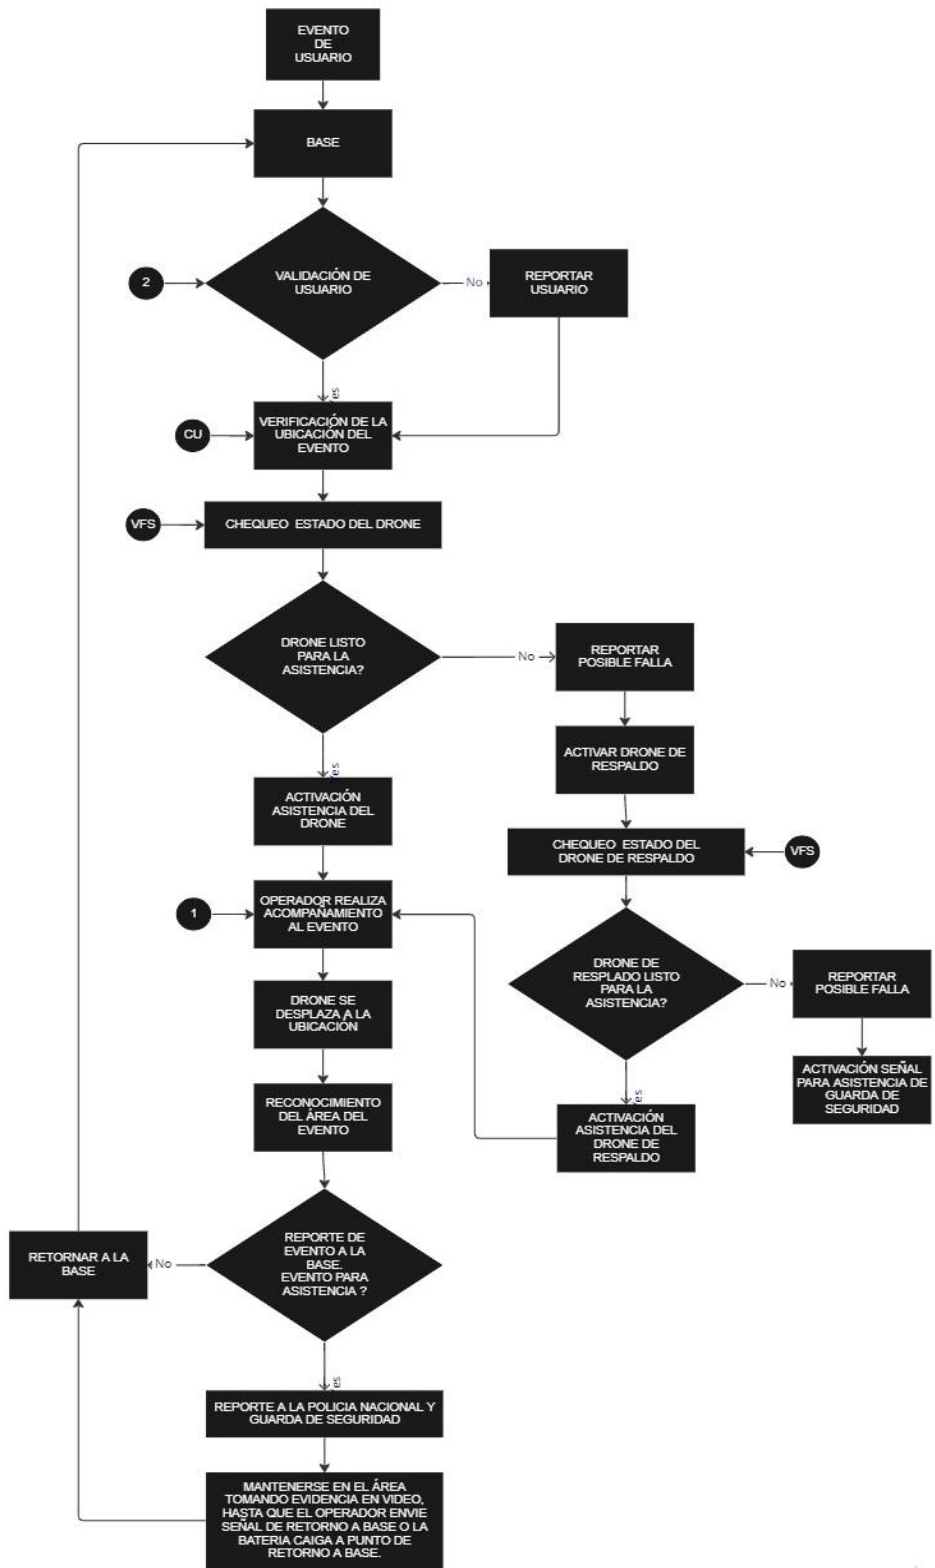 EVENTO
DE
USUARIO
BASE
2
VALIDACIÓN DE
USUARIO
No
REPORTAR
USUARIO
Yes
CU
VERIFICACIÓN DE LA
UBICACIÓN DEL
EVENTO
VFS
CHEQUEO ESTADO DEL DRONE
DRONE LISTO
PARA LA
ASISTENCIA?
No
REPORTAR
POSIBLE FALLA
Yes
ACTIVAR DRONE DE
RESPALDO
ACTIVACIÓN
ASISTENCIA DEL
DRONE
CHEQUEO ESTADO DEL
DRONE DE RESPALDO
VFS
1
OPERADOR REALIZA
ACOMPAÑAMIENTO
AL EVENTO
DRONE DE
RESPLADO LISTO
PARA LA
ASISTENCIA?
No
REPORTAR
POSIBLE FALLA
DRONE SE
DESPLAZA A LA
UBICACIÓN
ACTIVACIÓN SEÑAL
PARA ASISTENCIA DE
GUARDA DE
SEGURIDAD
Yes
RECONOCIMIENTO
DEL ÁREA DEL
EVENTO
ACTIVACIÓN
ASISTENCIA DEL
DRONE DE
RESPALDO
RETORNAR A LA
BASE
No
REPORTE DE
EVENTO A LA
BASE.
EVENTO PARA
ASISTENCIA ?
Yes
REPORTE A LA POLICIA NACIONAL Y
GUARDA DE SEGURIDAD
MANTENERSE EN EL ÁREA
TOMANDO EVIDENCIA EN VIDEO,
HASTA QUE EL OPERADOR ENVIE
SEÑAL DE RETORNO A BASE O LA
BATERIA CAIGA A PUNTO DE
RETORNO A BASE.